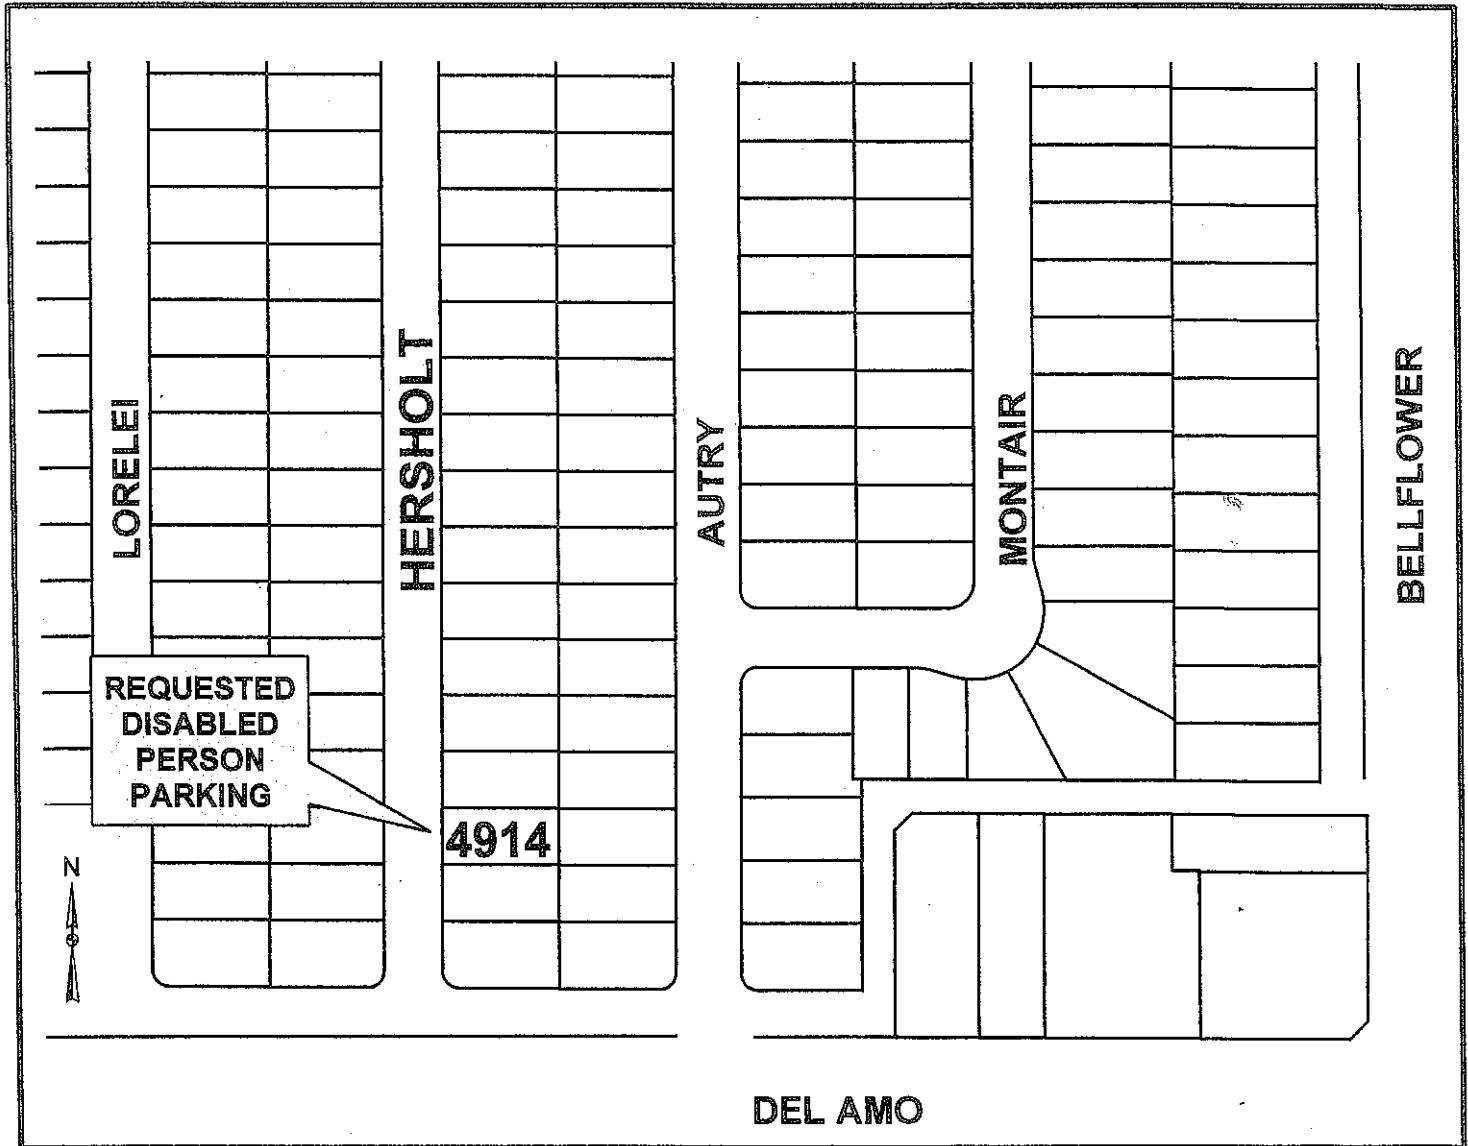 LORELEI
HERSHOLT
AUTRY
MONTAIR
BELLFLOWER
REQUESTED
DISABLED
PERSON
PARKING
4914
N
DEL AMO